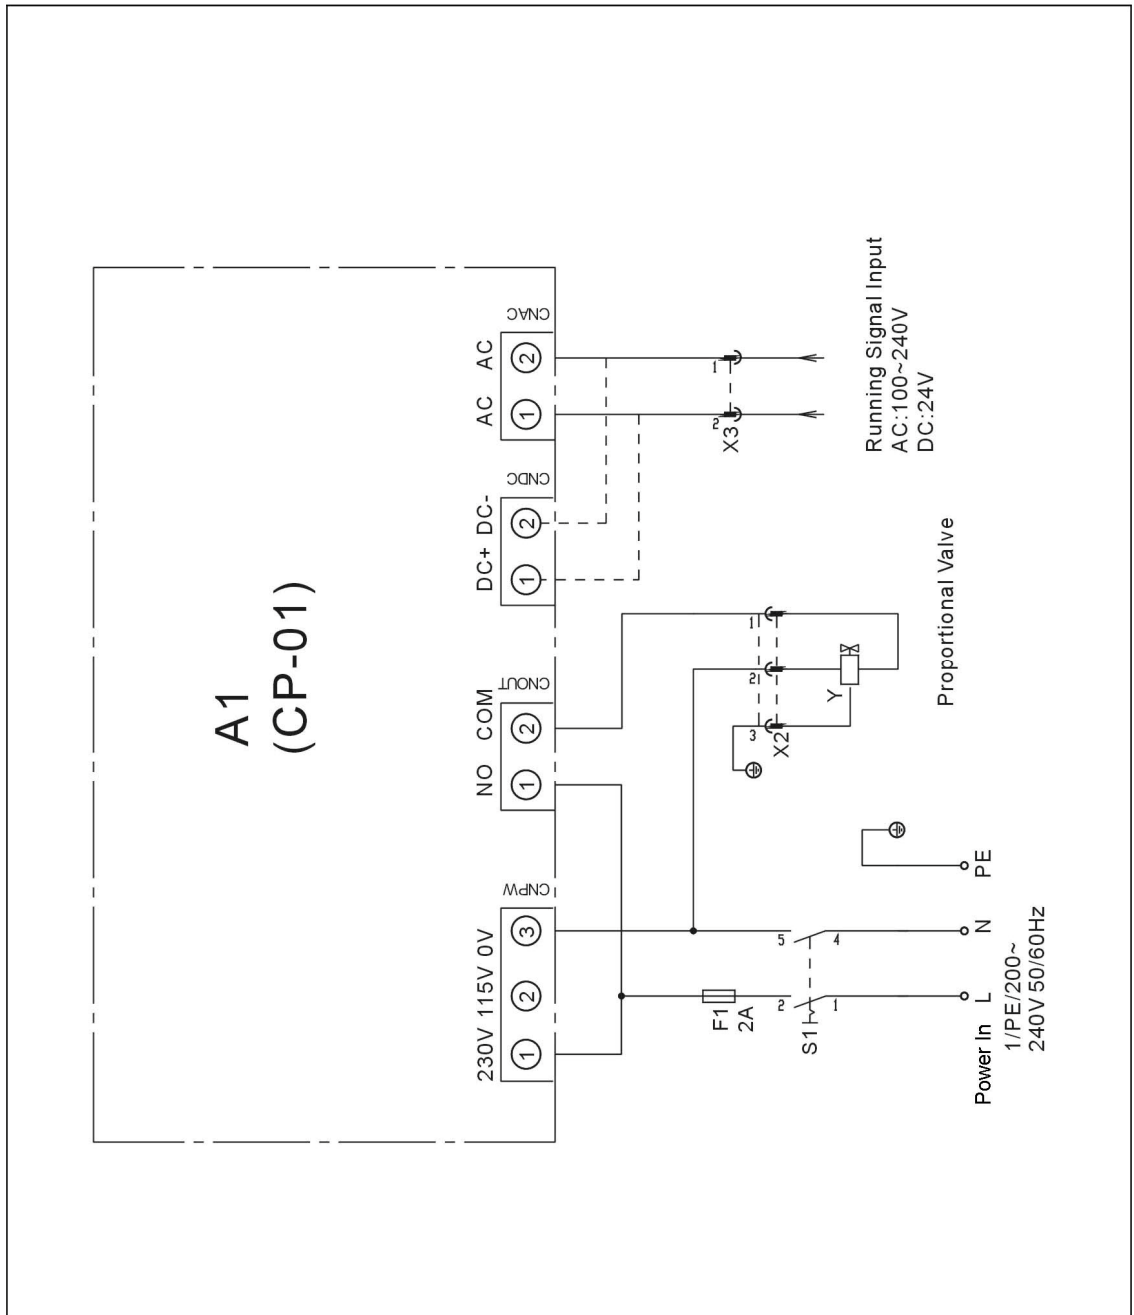 A1
(CP-01)
230V 115V 0V
1 2 3
CNPW
NO COM
1 2
CNOUT
DC+ DC-
1 2
CNDC
AC AC
1 2
CNAC
F1
2A
S1
2 1
5 4
3 2 1
X2
Y
2 1
X3
Power In L N PE
1/PE/200~
240V 50/60Hz
Proportional Valve
Running Signal Input
AC:100~240V
DC:24V